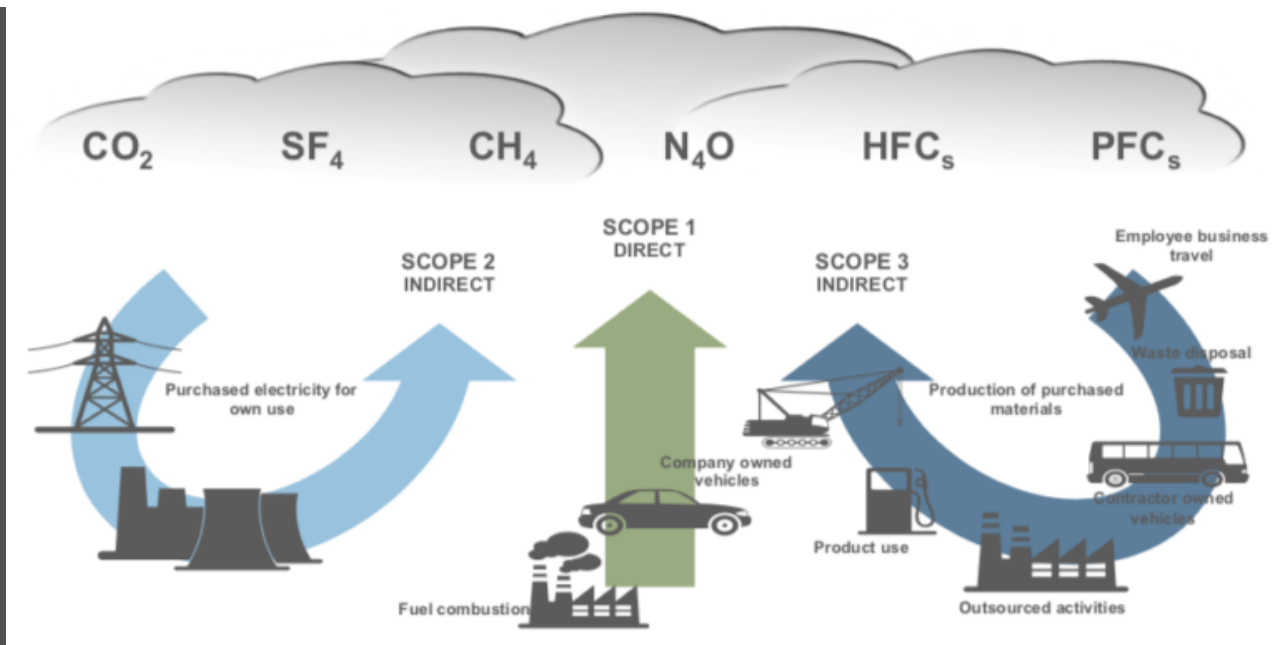 CO₂ SF₄ CH₄ N₄O HFCₛ PFCₛ
SCOPE 1
DIRECT
SCOPE 2
INDIRECT
SCOPE 3
INDIRECT
Employee business
travel
Waste disposal
Purchased electricity for
own use
Production of purchased
materials
Company owned
vehicles
Contractor owned
vehicles
Product use
Fuel combustion
Outsourced activities